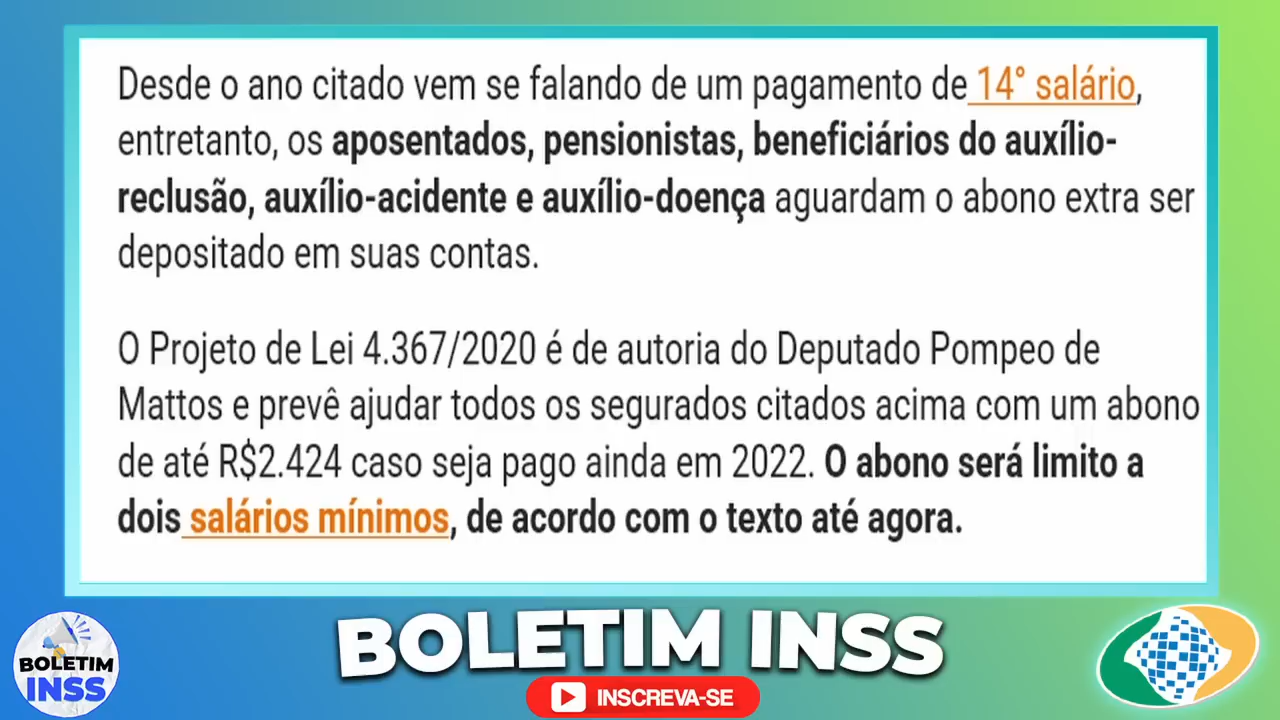 Desde o ano citado vem se falando de um pagamento de 14° salário,
entretanto, os aposentados, pensionistas, beneficiários do auxílio-
reclusão, auxílio-acidente e auxílio-doença aguardam o abono extra ser
depositado em suas contas.
O Projeto de Lei 4.367/2020 é de autoria do Deputado Pompeo de
Mattos e prevê ajudar todos os segurados citados acima com um abono
de até R$2.424 caso seja pago ainda em 2022. O abono será limito a
dois salários mínimos, de acordo com o texto até agora.
BOLETIM INSS
INSCREVA-SE
BOLETIM
INSS